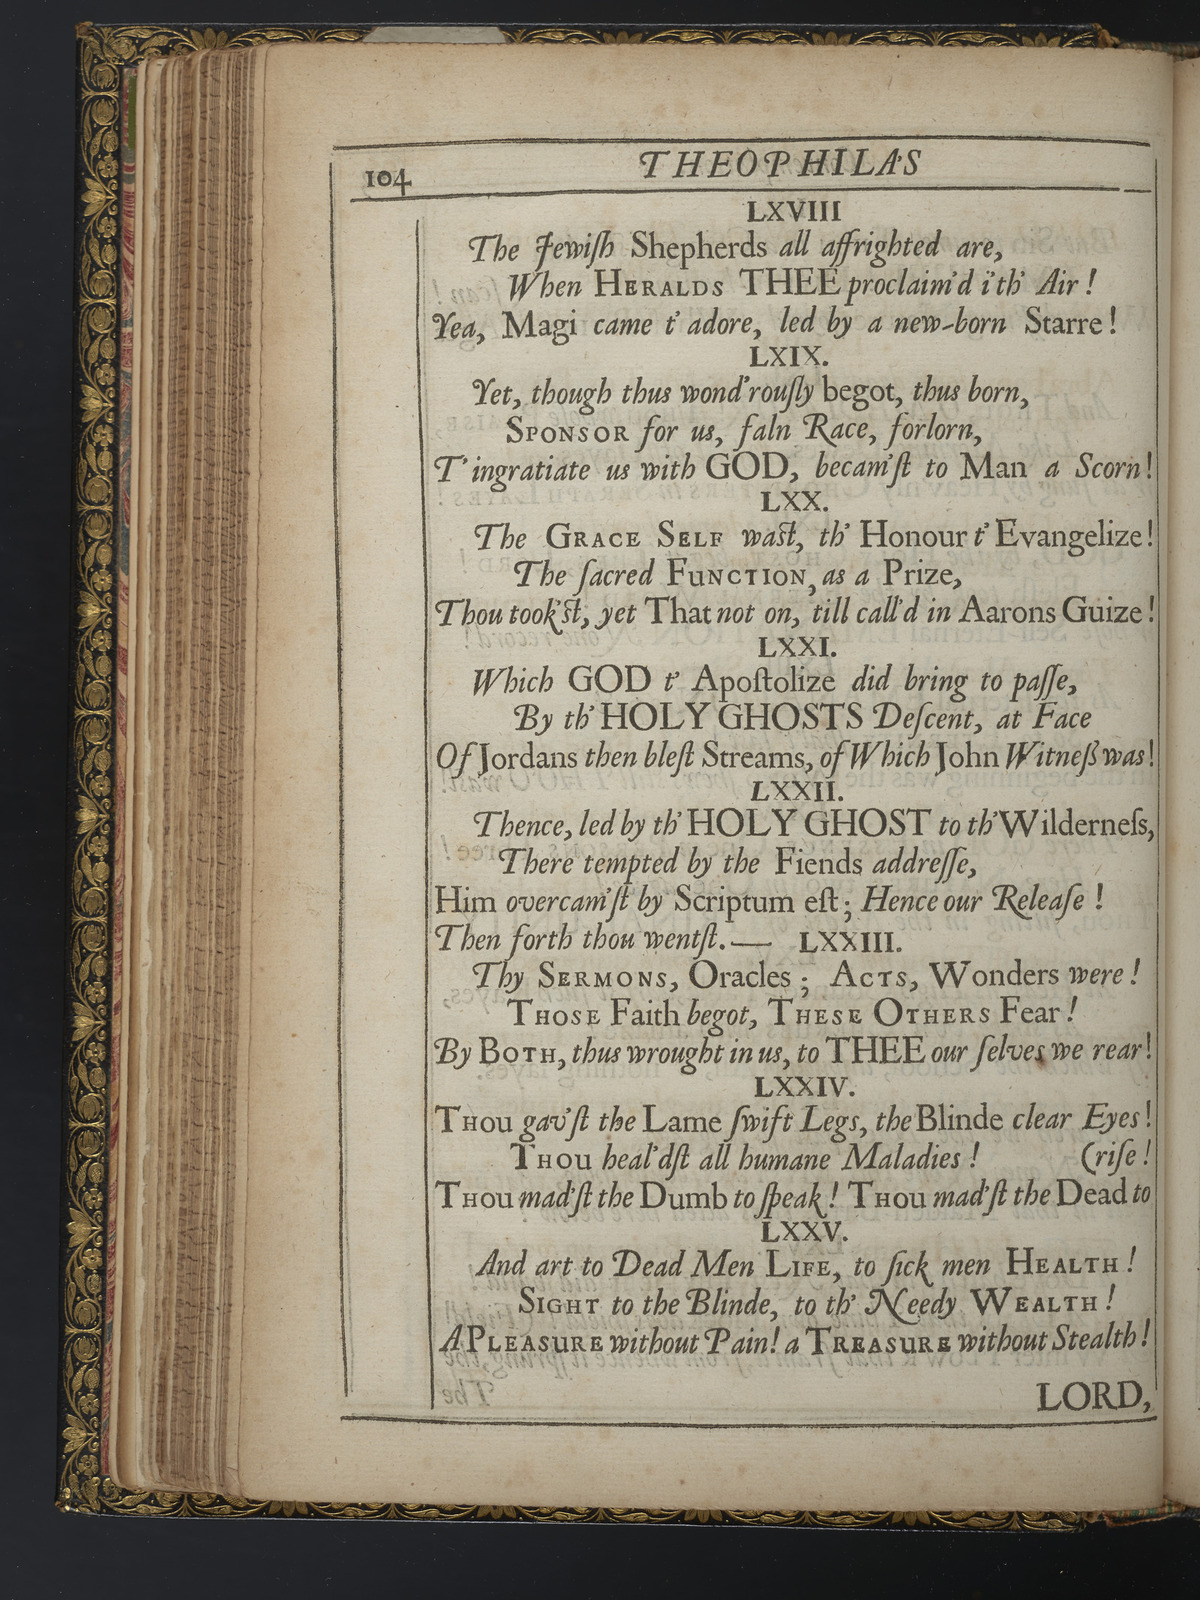 104 THEOPHILA'S
LXVIII
The Jewiſh Shepherds all affrighted are,
When HERALDS THEE proclaim'd i'th' Air!
Yea, Magi came t' adore, led by a new-born Starre!
LXIX.
Yet, though thus wond'rouſly begot, thus born,
SPONSOR for us, faln Race, forlorn,
T' ingratiate us with GOD, becam'ſt to Man a Scorn!
LXX.
The GRACE SELF waſt, th' Honour t' Evangelize!
The ſacred FUNCTION, as a Prize,
Thou took'ſt, yet That not on, till call'd in Aarons Guize!
LXXI.
Which GOD t' Apoſtolize did bring to paſſe,
By th' HOLY GHOSTS Deſcent, at Face
Of Jordans then bleſt Streams, of Which John Witneß was!
LXXII.
Thence, led by th' HOLY GHOST to th' Wilderneſs,
There tempted by the Fiends addreſſe,
Him overcam'ſt by Scriptum eſt; Hence our Releaſe!
Then forth thou wentſt.— LXXIII.
Thy SERMONS, Oracles; ACTS, Wonders were!
THOSE Faith begot, THESE OTHERS Fear!
By BOTH, thus wrought in us, to THEE our ſelves we rear!
LXXIV.
THOU gav'ſt the Lame ſwift Legs, the Blinde clear Eyes!
THOU heal'dſt all humane Maladies! (riſe!
THOU mad'ſt the Dumb to ſpeak! THOU mad'ſt the Dead to
LXXV.
And art to Dead Men LIFE, to ſick men HEALTH!
SIGHT to the Blinde, to th' Needy WEALTH!
A PLEASURE without Pain! a TREASURE without Stealth!
LORD,